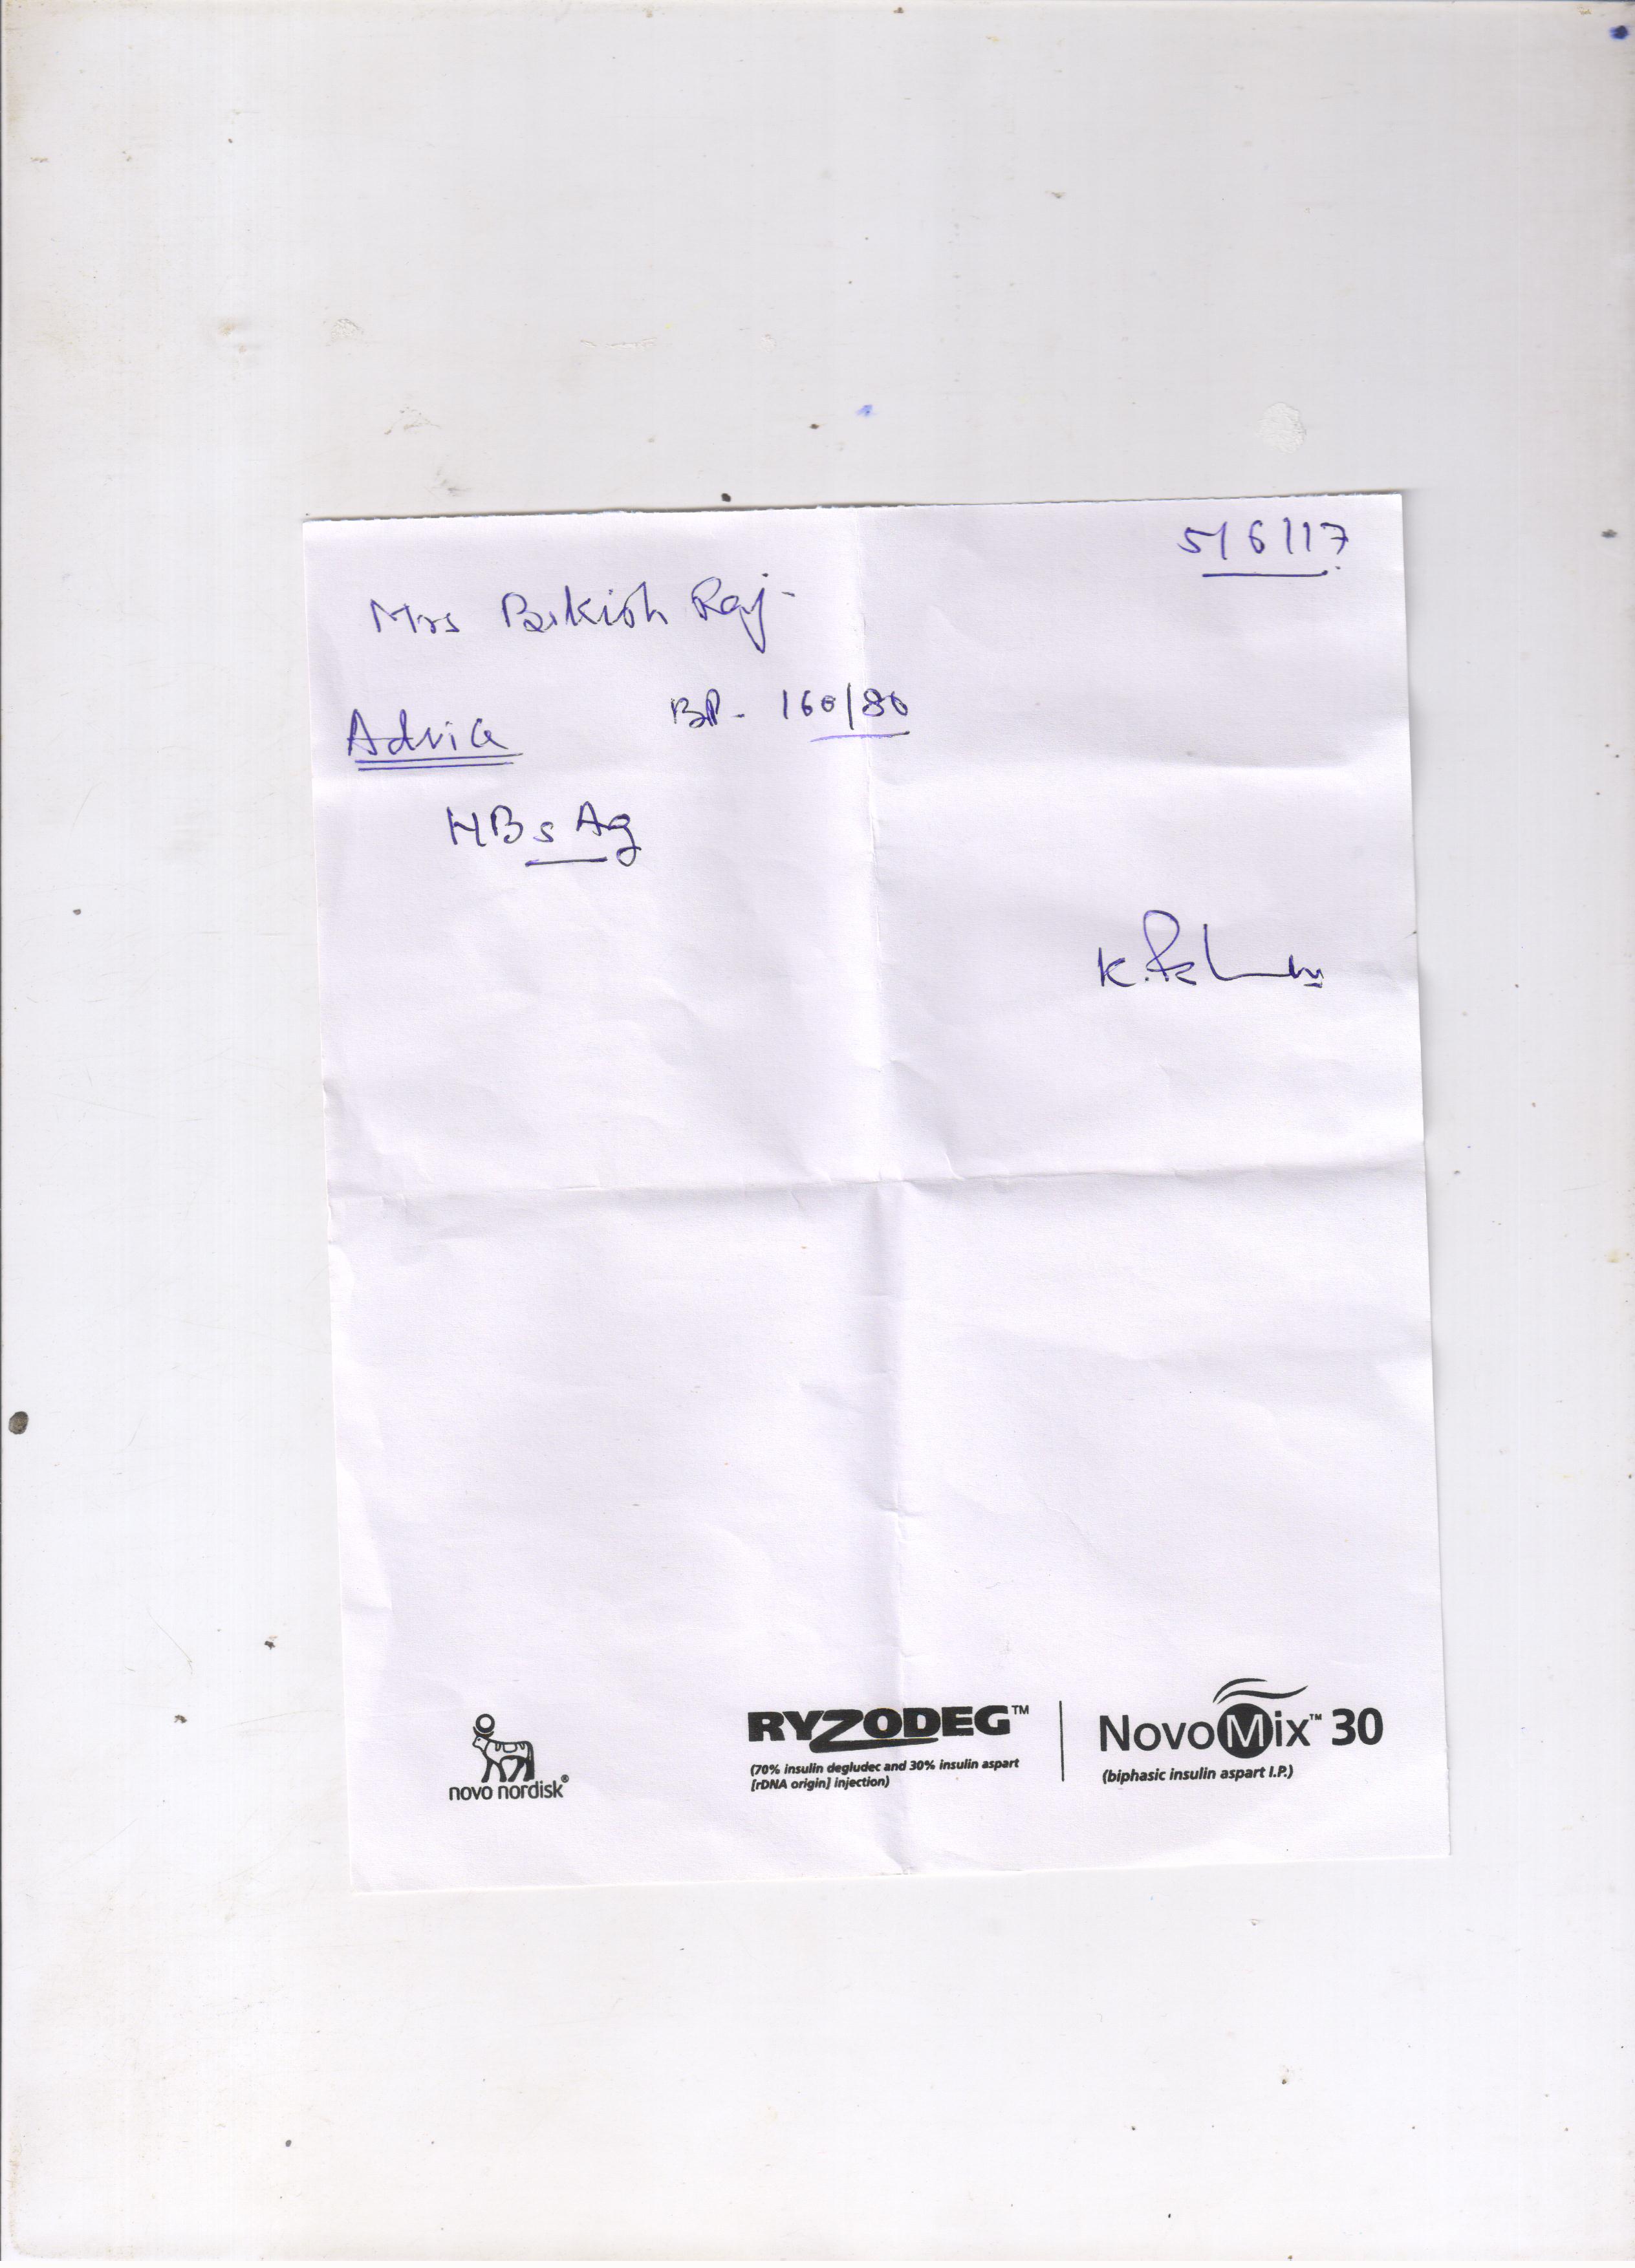 5/6/17
Mrs Raj
BP - 160/80
Advice
HBsAg
K.
novo nordisk®
RYZODEG™
(70% insulin degludec and 30% insulin aspart
[rDNA origin] injection)
NovoMix™ 30
(biphasic insulin aspart I.P.)